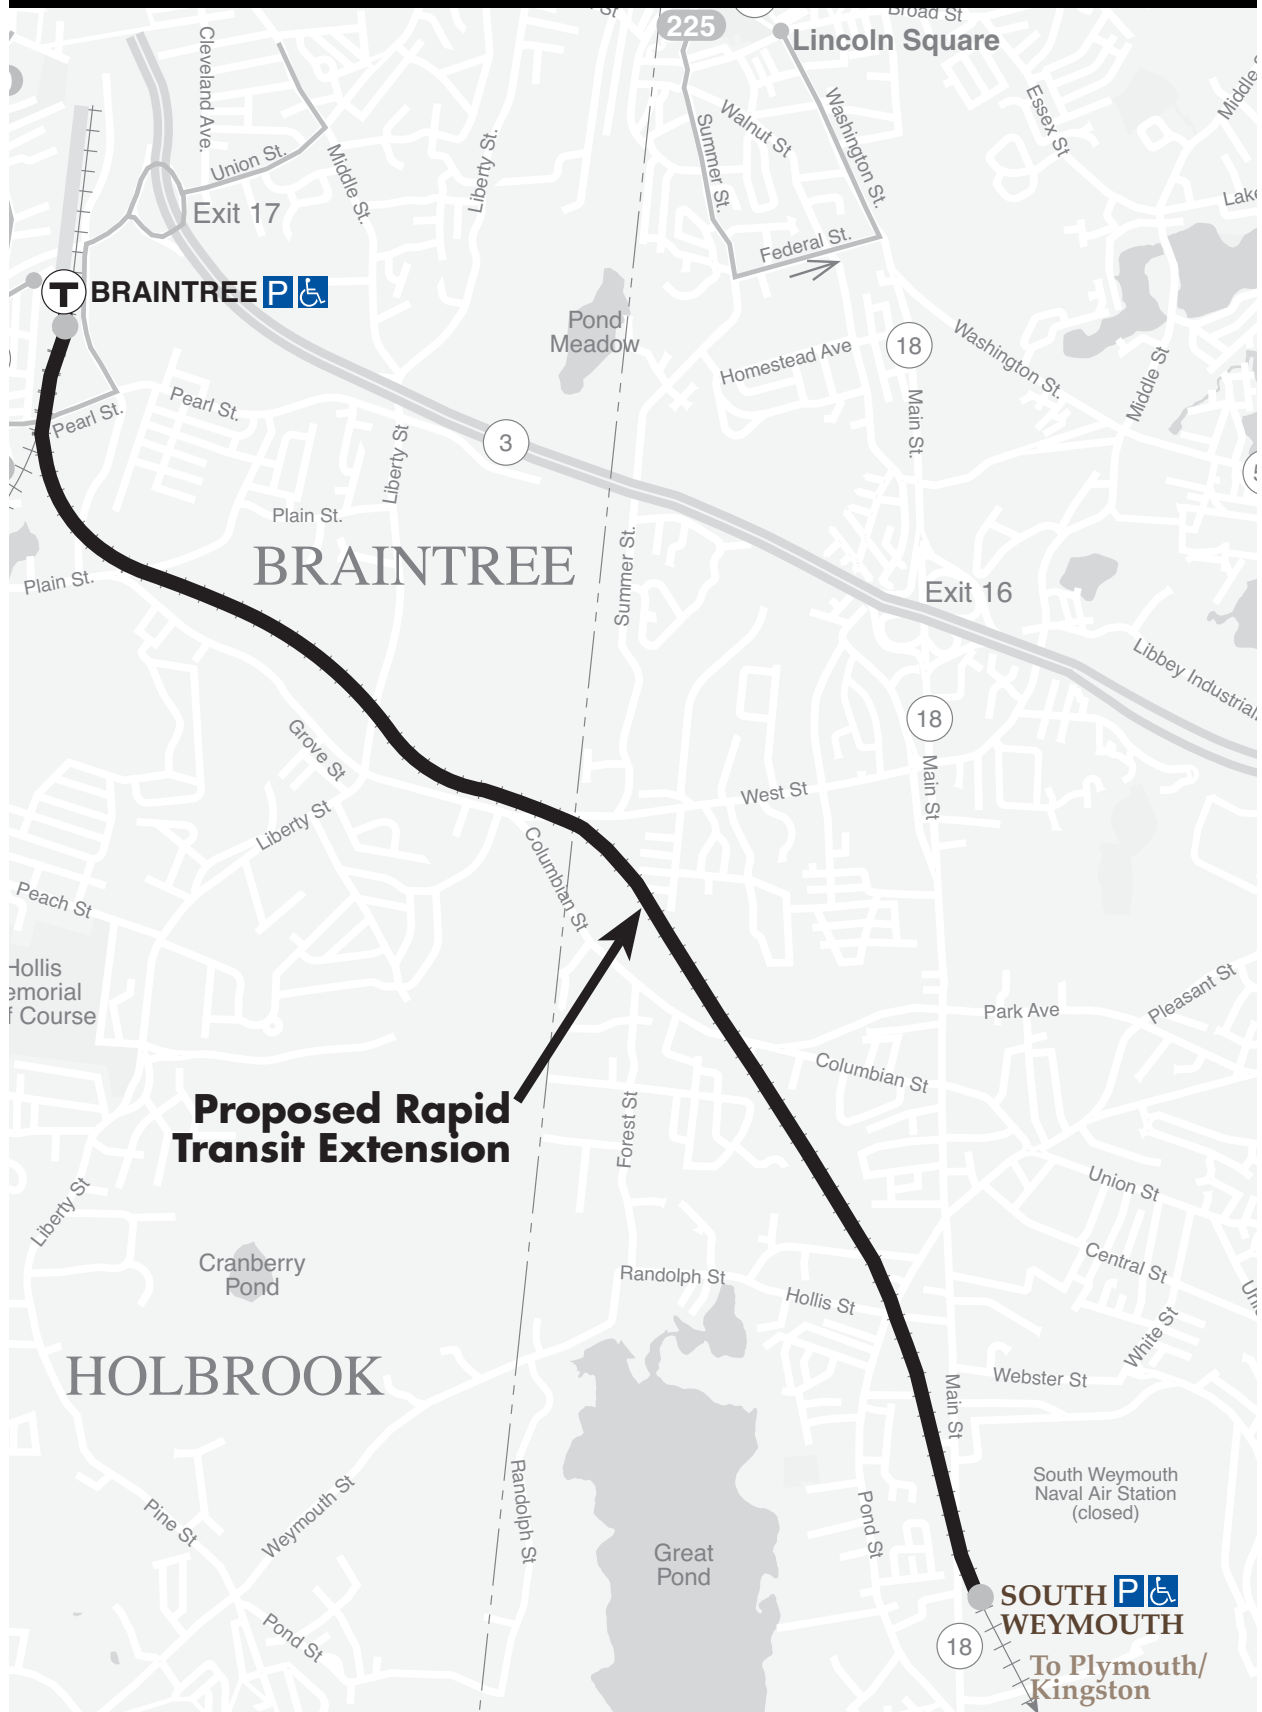 225
Broad St
Lincoln Square
Cleveland Ave.
Union St.
Middle St.
Liberty St.
Walnut St
Summer St.
Washington St.
Essex St
Exit 17
Federal St.
T
BRAINTREE P
Pond
Meadow
Homestead Ave
18
Washington St.
Middle St
Pearl St.
Pearl St.
Main St.
3
Liberty St
Plain St.
BRAINTREE
Plain St.
Summer St.
Exit 16
Libbey Industrial
18
Grove St
Main St
West St
Liberty St
Columbian St
Peach St
Hollis
emorial
f Course
Pleasant St
Park Ave
Columbian St
Proposed Rapid
Transit Extension
Forest St
Union St
Liberty St
Central St
Cranberry
Pond
Randolph St
Hollis St
White St
HOLBROOK
Webster St
Main St
South Weymouth
Naval Air Station
(closed)
Randolph St
Pond St
Weymouth St
Pine St
Great
Pond
SOUTH P
WEYMOUTH
Pond St
18
To Plymouth/
Kingston